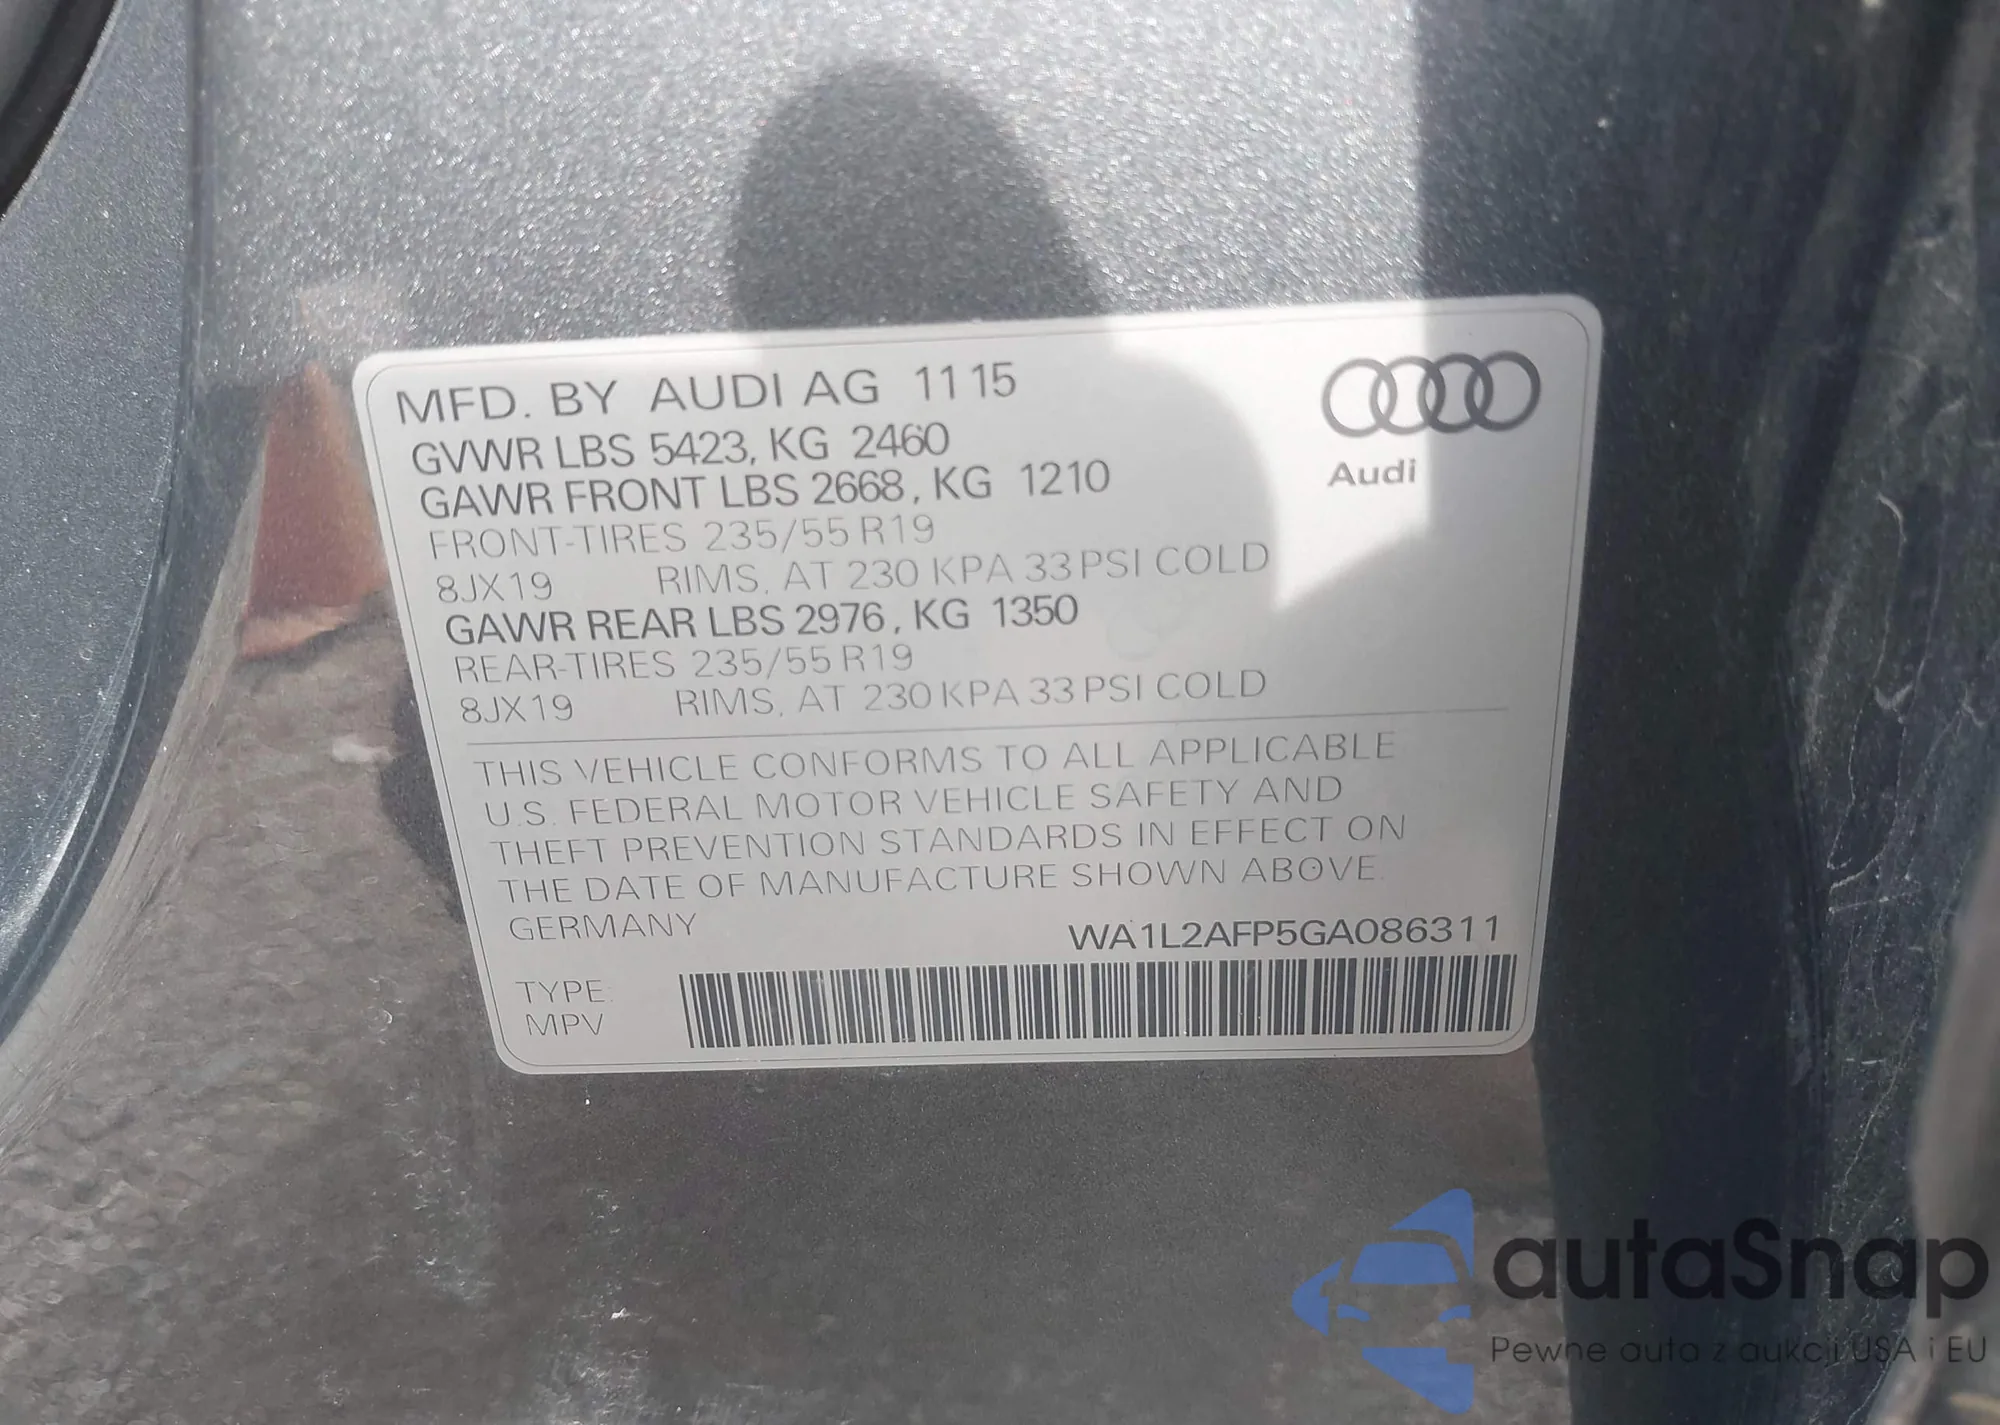 MFD. BY AUDI AG 11 15
GVWR LBS 5423, KG 2460
GAWR FRONT LBS 2668, KG 1210
FRONT-TIRES 235/55 R19
8JX19 RIMS, AT 230 KPA 33 PSI COLD
GAWR REAR LBS 2976, KG 1350
REAR-TIRES 235/55 R19
8JX19 RIMS, AT 230 KPA 33 PSI COLD
Audi
THIS VEHICLE CONFORMS TO ALL APPLICABLE
U.S. FEDERAL MOTOR VEHICLE SAFETY AND
THEFT PREVENTION STANDARDS IN EFFECT ON
THE DATE OF MANUFACTURE SHOWN ABOVE.
GERMANY WA1L2AFP5GA086311
TYPE:
MPV
autaSnap
Pewne auta z aukcji USA i EU